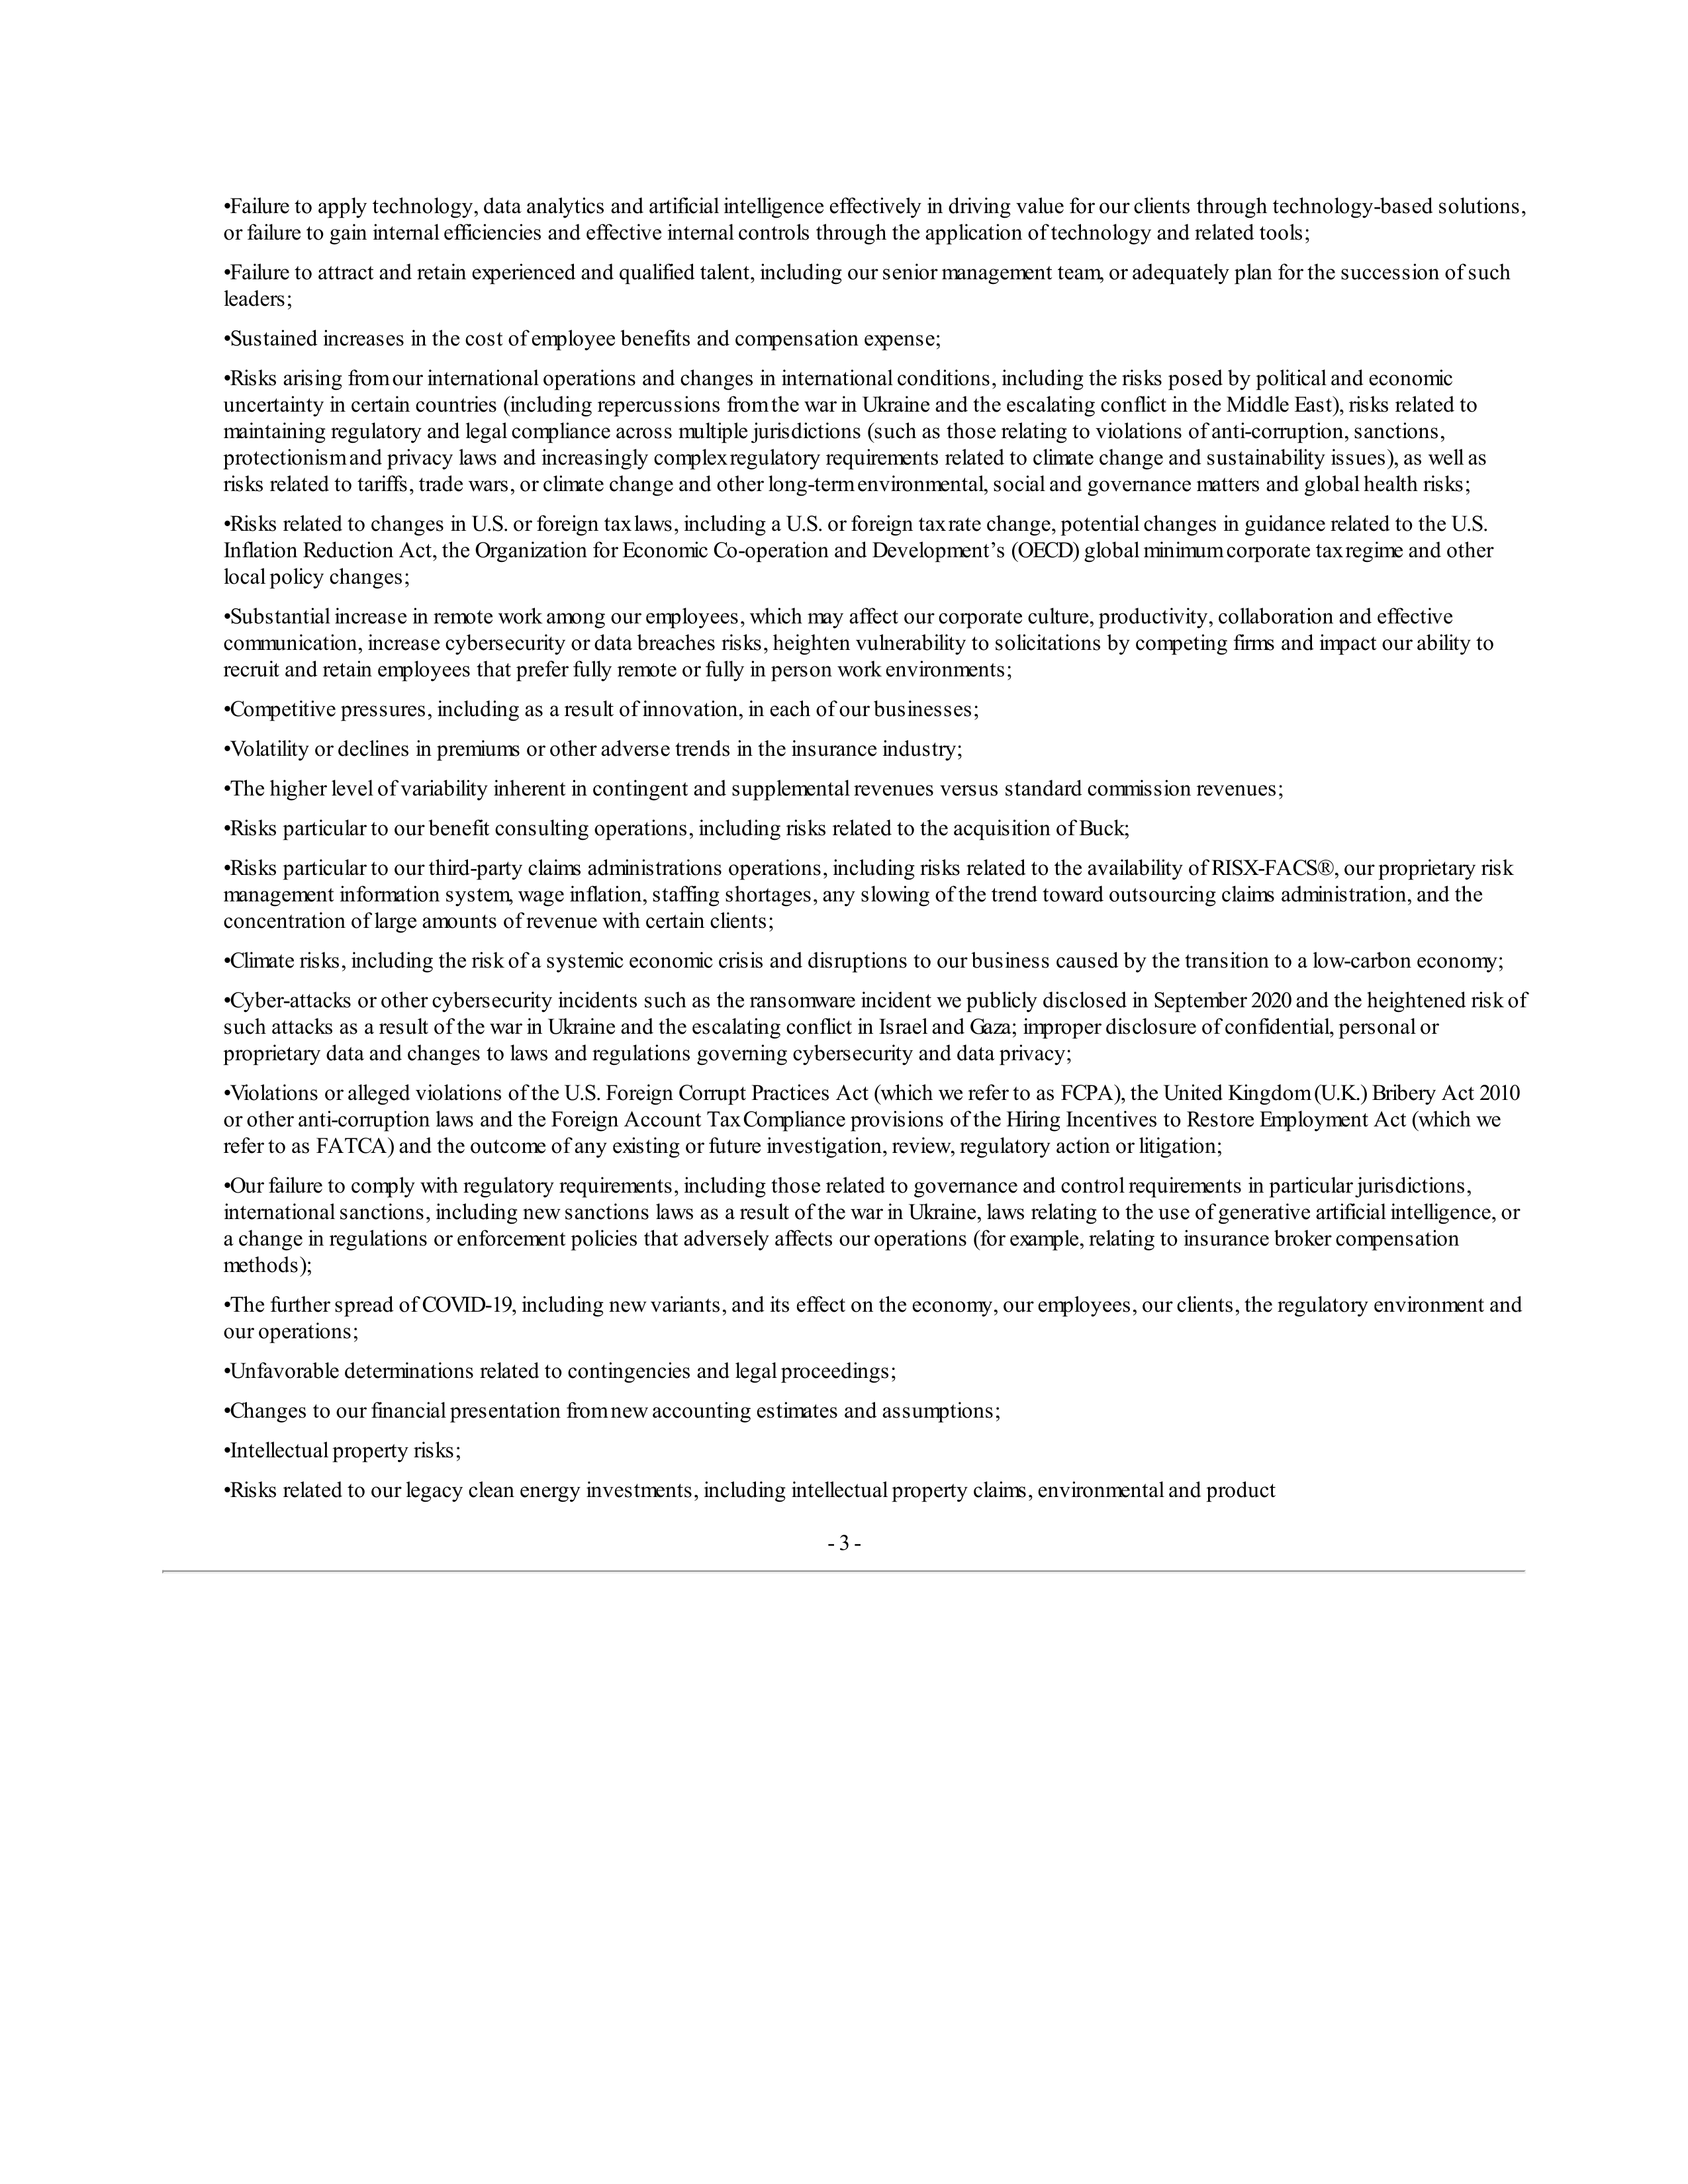 •Failure to apply technology, data analytics and artificial intelligence effectively in driving value for our clients through technology-based solutions,
or failure to gain internal efficiencies and effective internal controls through the application of technology and related tools;
•Failure to attract and retain experienced and qualified talent, including our senior management team, or adequately plan for the succession of such
leaders;
•Sustained increases in the cost of employee benefits and compensation expense;
•Risks arising from our international operations and changes in international conditions, including the risks posed by political and economic
uncertainty in certain countries (including repercussions from the war in Ukraine and the escalating conflict in the Middle East), risks related to
maintaining regulatory and legal compliance across multiple jurisdictions (such as those relating to violations of anti-corruption, sanctions,
protectionism and privacy laws and increasingly complex regulatory requirements related to climate change and sustainability issues), as well as
risks related to tariffs, trade wars, or climate change and other long-term environmental, social and governance matters and global health risks;
•Risks related to changes in U.S. or foreign tax laws, including a U.S. or foreign tax rate change, potential changes in guidance related to the U.S.
Inflation Reduction Act, the Organization for Economic Co-operation and Development’s (OECD) global minimum corporate tax regime and other
local policy changes;
•Substantial increase in remote work among our employees, which may affect our corporate culture, productivity, collaboration and effective
communication, increase cybersecurity or data breaches risks, heighten vulnerability to solicitations by competing firms and impact our ability to
recruit and retain employees that prefer fully remote or fully in person work environments;
•Competitive pressures, including as a result of innovation, in each of our businesses;
•Volatility or declines in premiums or other adverse trends in the insurance industry;
•The higher level of variability inherent in contingent and supplemental revenues versus standard commission revenues;
•Risks particular to our benefit consulting operations, including risks related to the acquisition of Buck;
•Risks particular to our third-party claims administrations operations, including risks related to the availability of RISX-FACS®, our proprietary risk
management information system, wage inflation, staffing shortages, any slowing of the trend toward outsourcing claims administration, and the
concentration of large amounts of revenue with certain clients;
•Climate risks, including the risk of a systemic economic crisis and disruptions to our business caused by the transition to a low-carbon economy;
•Cyber-attacks or other cybersecurity incidents such as the ransomware incident we publicly disclosed in September 2020 and the heightened risk of
such attacks as a result of the war in Ukraine and the escalating conflict in Israel and Gaza; improper disclosure of confidential, personal or
proprietary data and changes to laws and regulations governing cybersecurity and data privacy;
•Violations or alleged violations of the U.S. Foreign Corrupt Practices Act (which we refer to as FCPA), the United Kingdom (U.K.) Bribery Act 2010
or other anti-corruption laws and the Foreign Account Tax Compliance provisions of the Hiring Incentives to Restore Employment Act (which we
refer to as FATCA) and the outcome of any existing or future investigation, review, regulatory action or litigation;
•Our failure to comply with regulatory requirements, including those related to governance and control requirements in particular jurisdictions,
international sanctions, including new sanctions laws as a result of the war in Ukraine, laws relating to the use of generative artificial intelligence, or
a change in regulations or enforcement policies that adversely affects our operations (for example, relating to insurance broker compensation
methods);
•The further spread of COVID-19, including new variants, and its effect on the economy, our employees, our clients, the regulatory environment and
our operations;
•Unfavorable determinations related to contingencies and legal proceedings;
•Changes to our financial presentation from new accounting estimates and assumptions;
•Intellectual property risks;
•Risks related to our legacy clean energy investments, including intellectual property claims, environmental and product
- 3 -